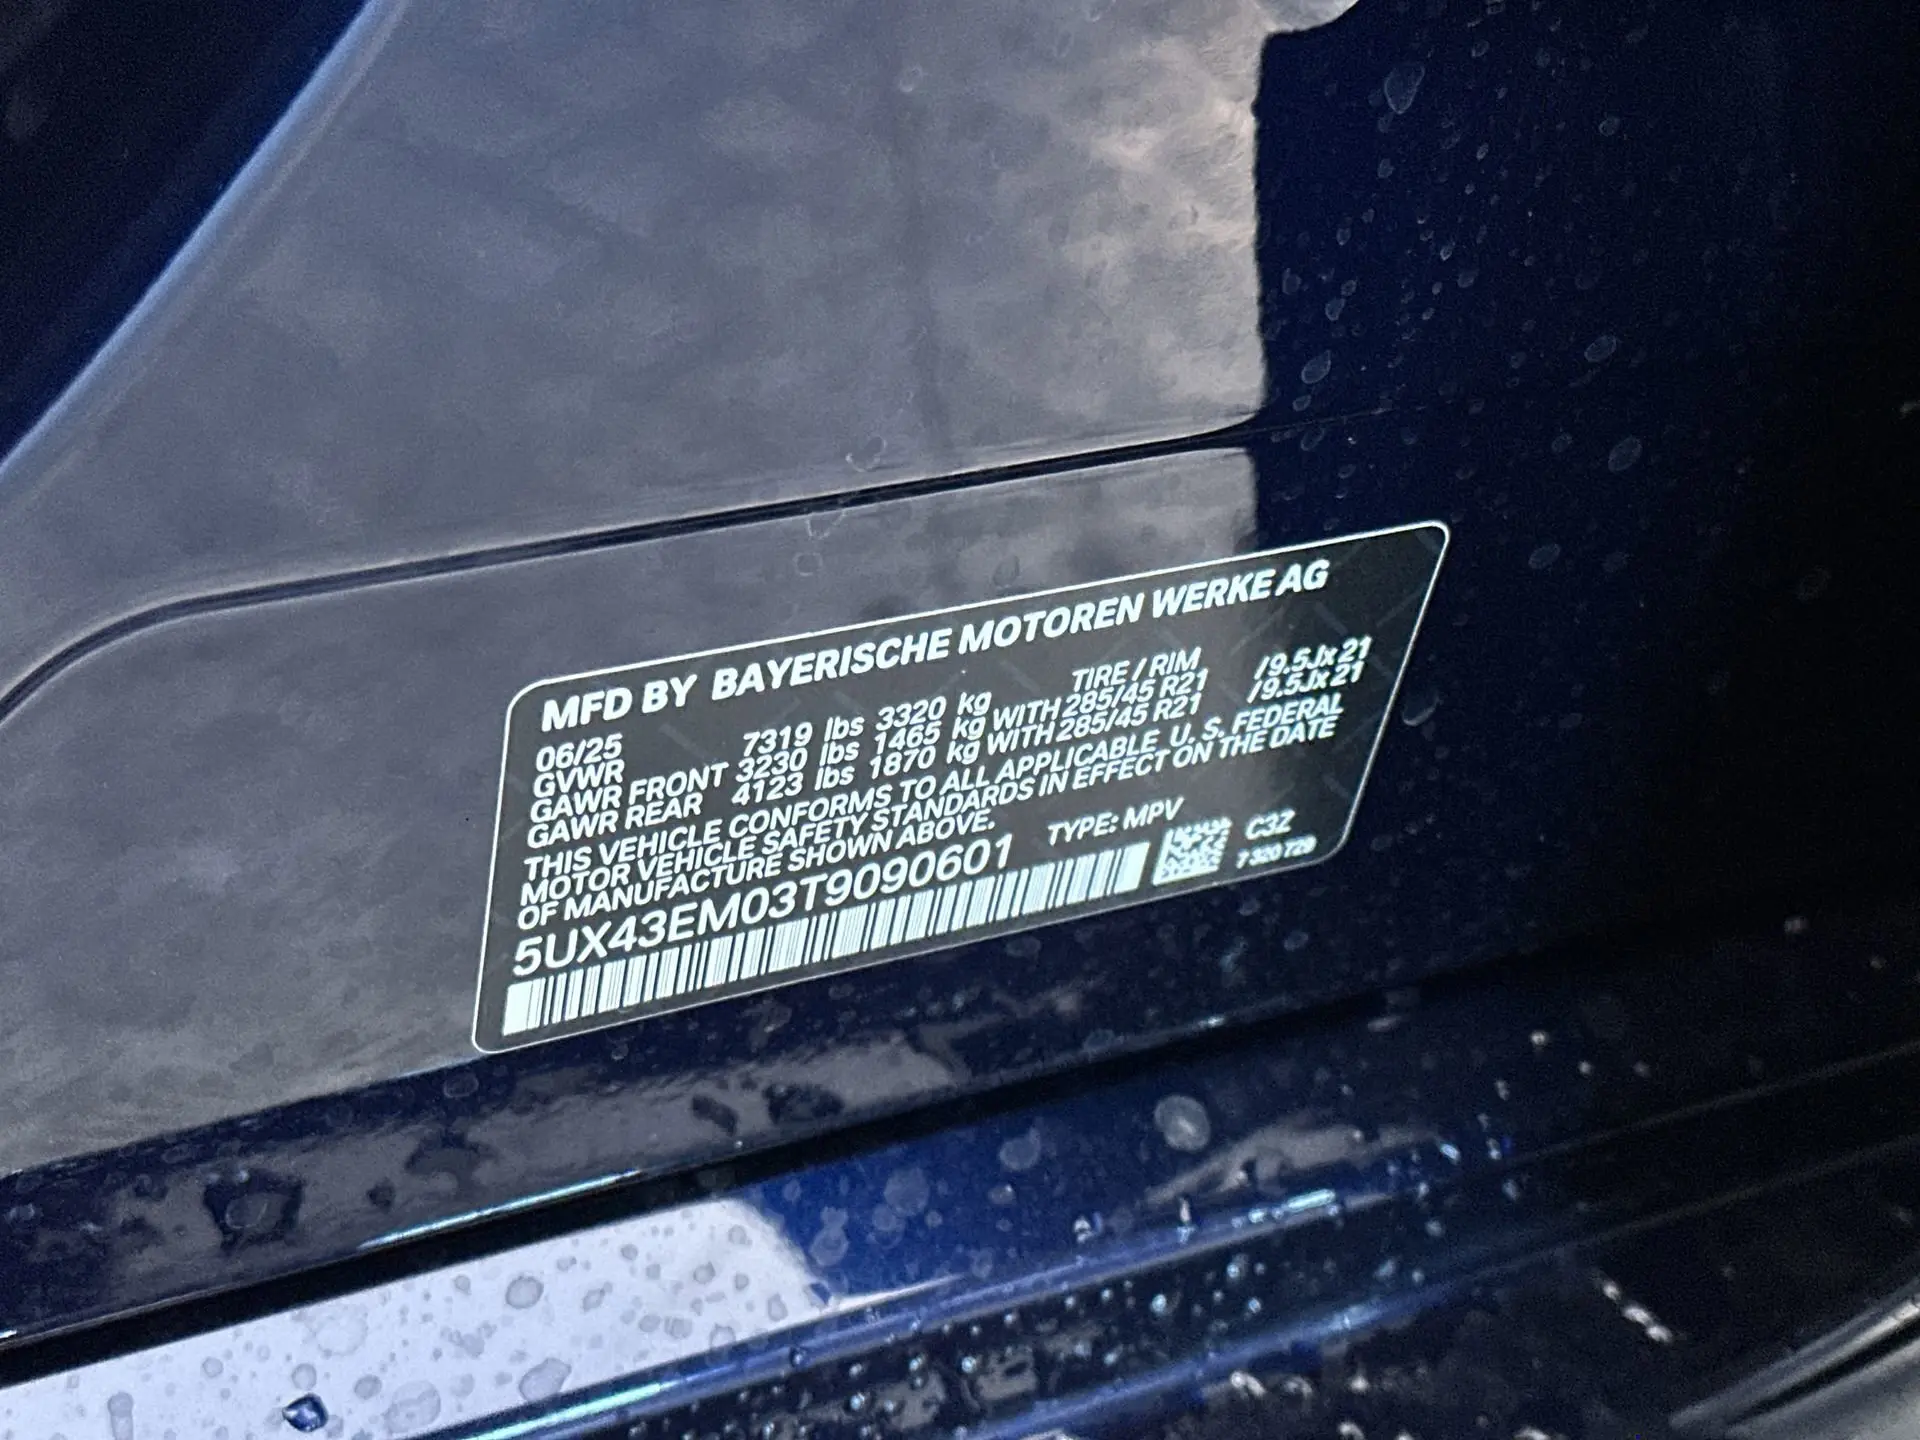 MFD BY BAYERISCHE MOTOREN WERKE AG
06/25 TIRE / RIM
GVWR 7319 lbs 3320 kg
GAWR FRONT 3230 lbs 1465 kg WITH 285/45 R21 /9.5Jx21
GAWR REAR 4123 lbs 1870 kg WITH 285/45 R21 /9.5Jx21
THIS VEHICLE CONFORMS TO ALL APPLICABLE U. S. FEDERAL
MOTOR VEHICLE SAFETY STANDARDS IN EFFECT ON THE DATE
OF MANUFACTURE SHOWN ABOVE.
5UX43EM03T9090601 TYPE: MPV
C3Z
7 320 729